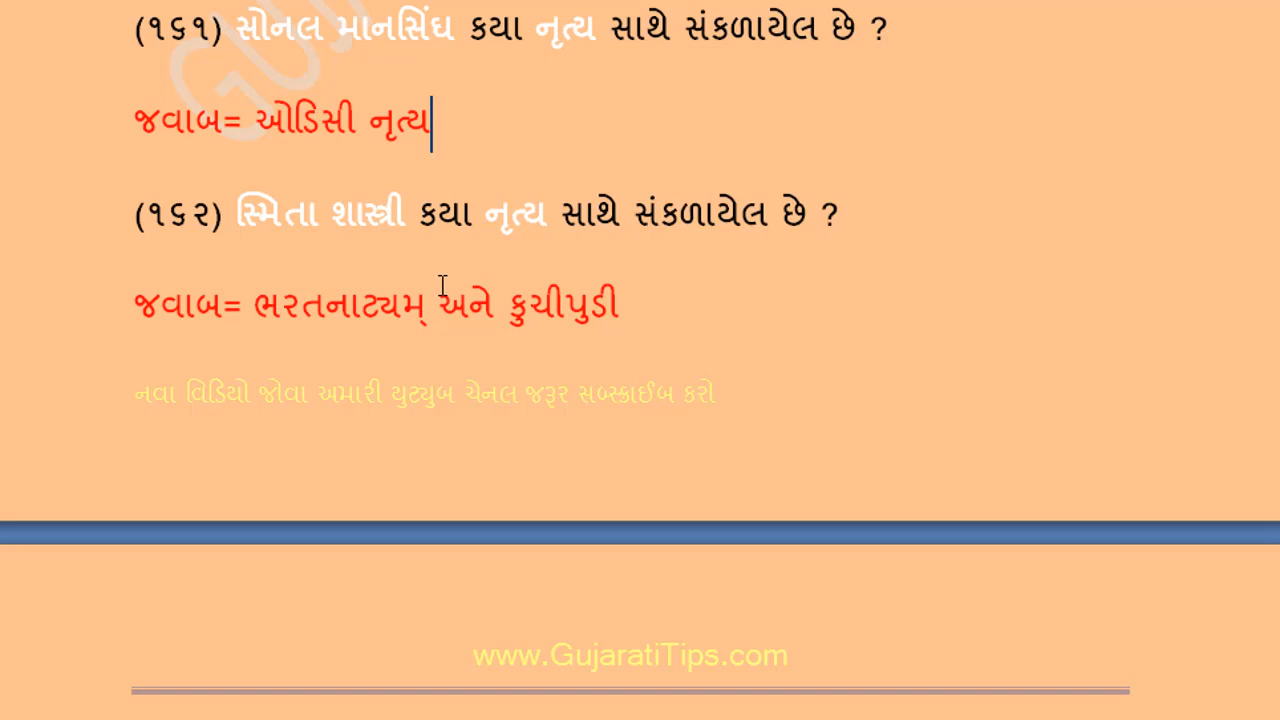 (૧૬૧) સોનલ માનસિંઘ કયા નૃત્ય સાથે સંકળાયેલ છે ?
જવાબ= ઓડિસી નૃત્ય
(૧૬૨) સ્મિતા શાસ્ત્રી કયા નૃત્ય સાથે સંકળાયેલ છે ?
જવાબ= ભરતનાટ્યમ્ અને કુચીપુડી
નવા વિડિયો જોવા અમારી યુટ્યુબ ચેનલ જરૂર સબ્સ્ક્રાઈબ કરો
www.GujaratiTips.com